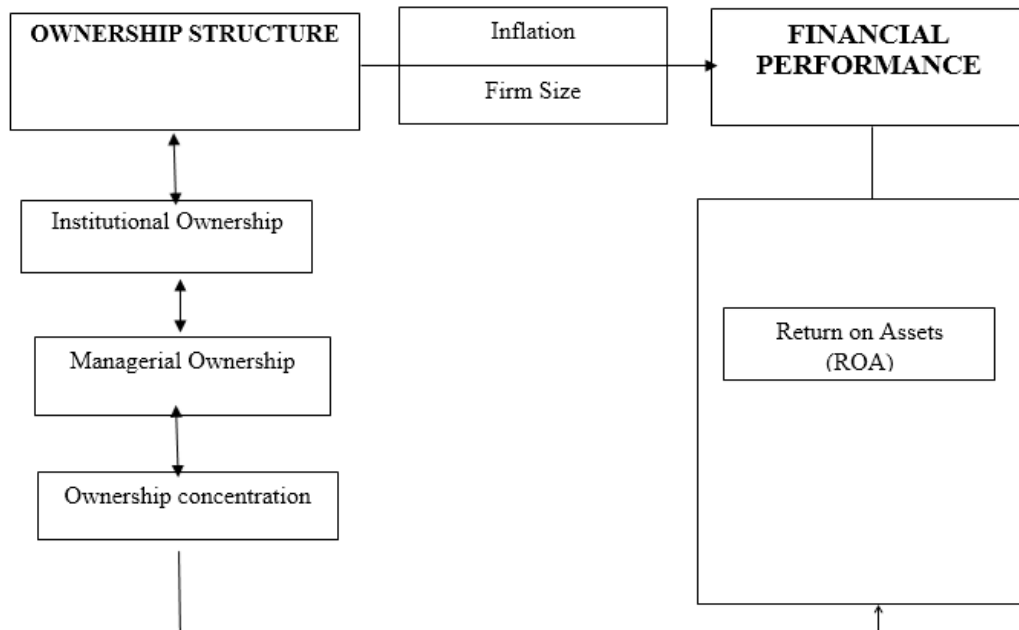 OWNERSHIP STRUCTURE
Inflation
Firm Size
FINANCIAL
PERFORMANCE
Institutional Ownership
Managerial Ownership
Ownership concentration
Return on Assets
(ROA)